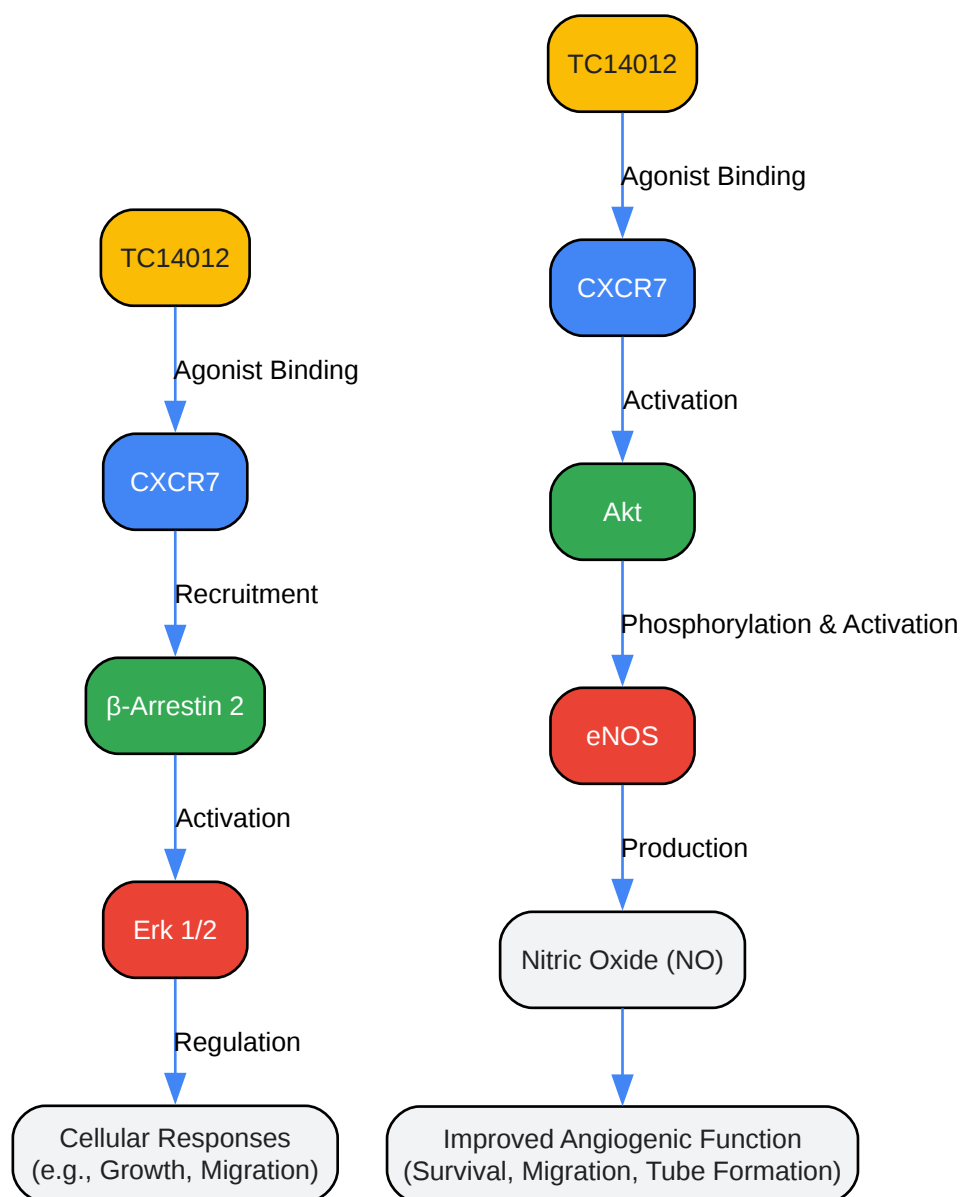 TC14012
Agonist Binding
CXCR7
Recruitment
β-Arrestin 2
Activation
Erk 1/2
Regulation
Cellular Responses
(e.g., Growth, Migration)
TC14012
Agonist Binding
CXCR7
Activation
Akt
Phosphorylation & Activation
eNOS
Production
Nitric Oxide (NO)
Improved Angiogenic Function
(Survival, Migration, Tube Formation)